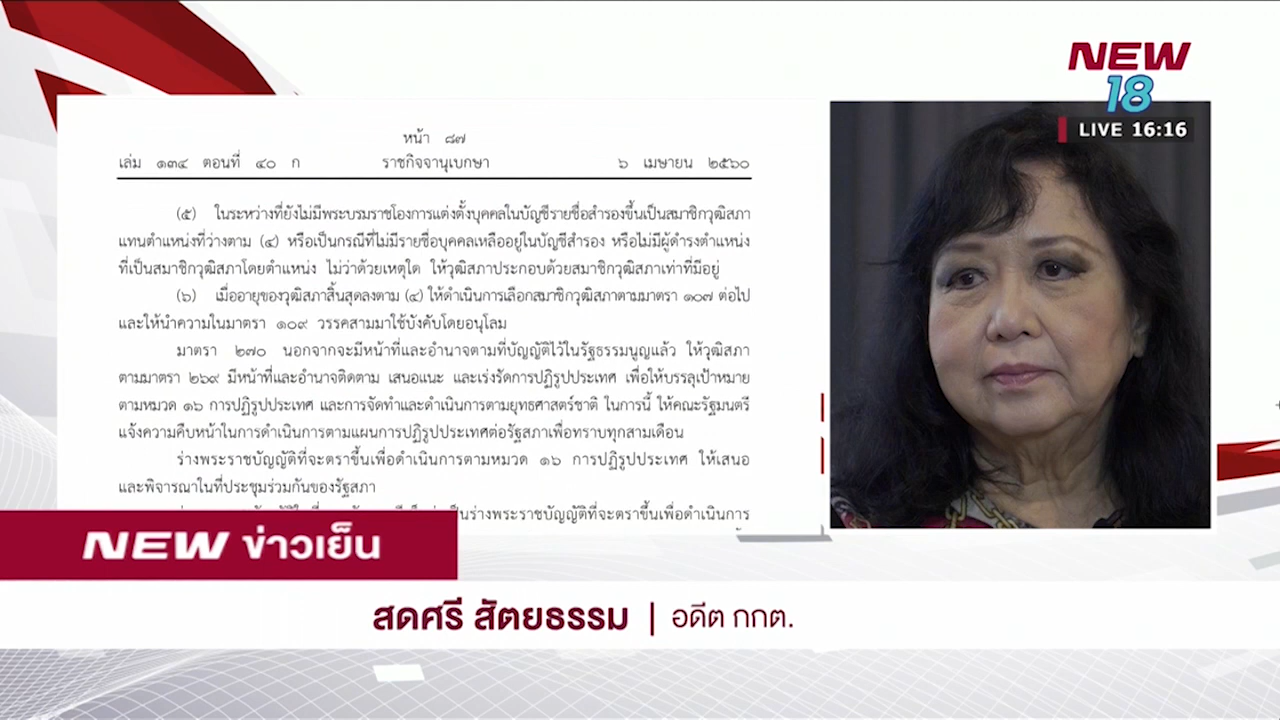 NEW
18
LIVE 16:16
หน้า ๘๗
เล่ม ๑๓๔ ตอนที่ ๔๐ ก ราชกิจจานุเบกษา ๖ เมษายน ๒๕๖๐
(๕) ในระหว่างที่ยังไม่มีพระบรมราชโองการแต่งตั้งบุคคลในบัญชีรายชื่อสำรองขึ้นเป็นสมาชิกวุฒิสภา
แทนตำแหน่งที่ว่างตาม (๔) หรือเป็นกรณีที่ไม่มีรายชื่อบุคคลเหลืออยู่ในบัญชีสำรอง หรือไม่มีผู้ดำรงตำแหน่ง
ที่เป็นสมาชิกวุฒิสภาโดยตำแหน่ง ไม่ว่าด้วยเหตุใด ให้วุฒิสภาประกอบด้วยสมาชิกวุฒิสภาเท่าที่มีอยู่
(๖) เมื่ออายุของวุฒิสภาสิ้นสุดลงตาม (๔) ให้ดำเนินการเลือกสมาชิกวุฒิสภาตามมาตรา ๑๐๗ ต่อไป
และให้นำความในมาตรา ๑๐๙ วรรคสามมาใช้บังคับโดยอนุโลม
มาตรา ๒๗๐ นอกจากจะมีหน้าที่และอำนาจตามที่บัญญัติไว้ในรัฐธรรมนูญแล้ว ให้วุฒิสภา
ตามมาตรา ๒๖๙ มีหน้าที่และอำนาจติดตาม เสนอแนะ และเร่งรัดการปฏิรูปประเทศ เพื่อให้บรรลุเป้าหมาย
ตามหมวด ๑๖ การปฏิรูปประเทศ และการจัดทำและดำเนินการตามยุทธศาสตร์ชาติ ในการนี้ ให้คณะรัฐมนตรี
แจ้งความคืบหน้าในการดำเนินการตามแผนการปฏิรูปประเทศต่อรัฐสภาเพื่อทราบทุกสามเดือน
ร่างพระราชบัญญัติที่จะตราขึ้นเพื่อดำเนินการตามหมวด ๑๖ การปฏิรูปประเทศ ให้เสนอ
และพิจารณาในที่ประชุมร่วมกันของรัฐสภา
เป็นร่างพระราชบัญญัติที่จะตราขึ้นเพื่อดำเนินการ
NEW ข่าวเย็น
สดศรี สัตยธรรม | อดีต กกต.